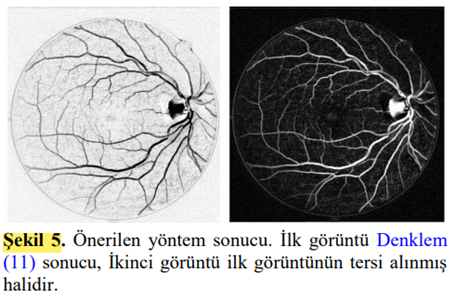 Şekil 5. Önerilen yöntem sonucu. İlk görüntü Denklem
(11) sonucu, İkinci görüntü ilk görüntünün tersi alınmış
halidir.